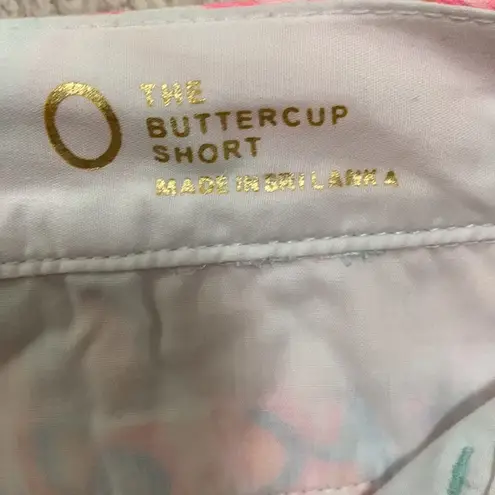 0
THE
BUTTERCUP
SHORT
MADE IN SRI LANKA